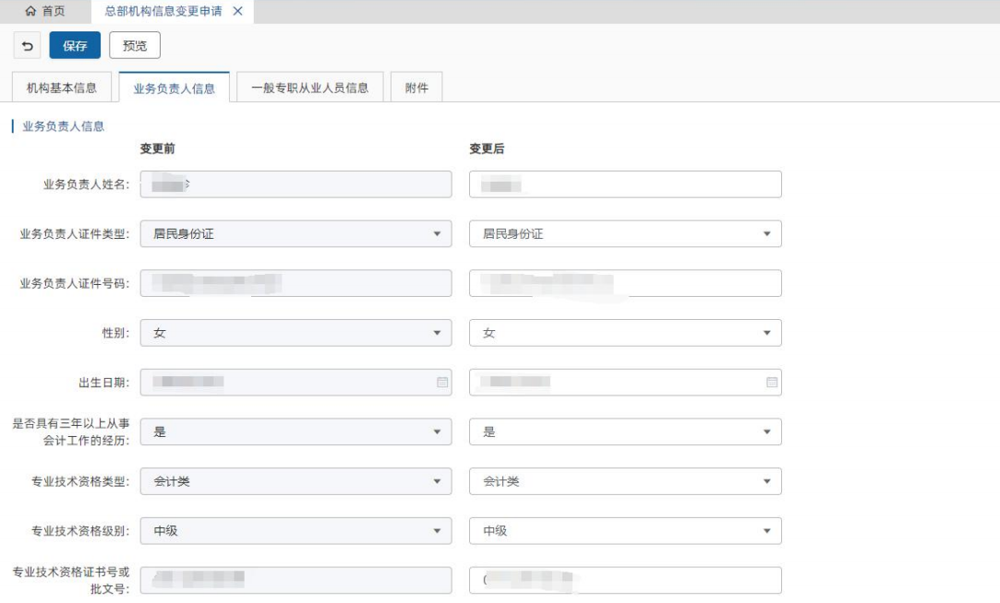 首页 总部机构信息变更申请
保存 预览
机构基本信息 业务负责人信息 一般专职从业人员信息 附件
业务负责人信息
变更前 变更后
业务负责人姓名:
业务负责人证件类型: 居民身份证 居民身份证
业务负责人证件号码:
性别: 女 女
出生日期:
是否具有三年以上从事
会计工作的经历: 是 是
专业技术资格类型: 会计类 会计类
专业技术资格级别: 中级 中级
专业技术资格证书号或
批文号: